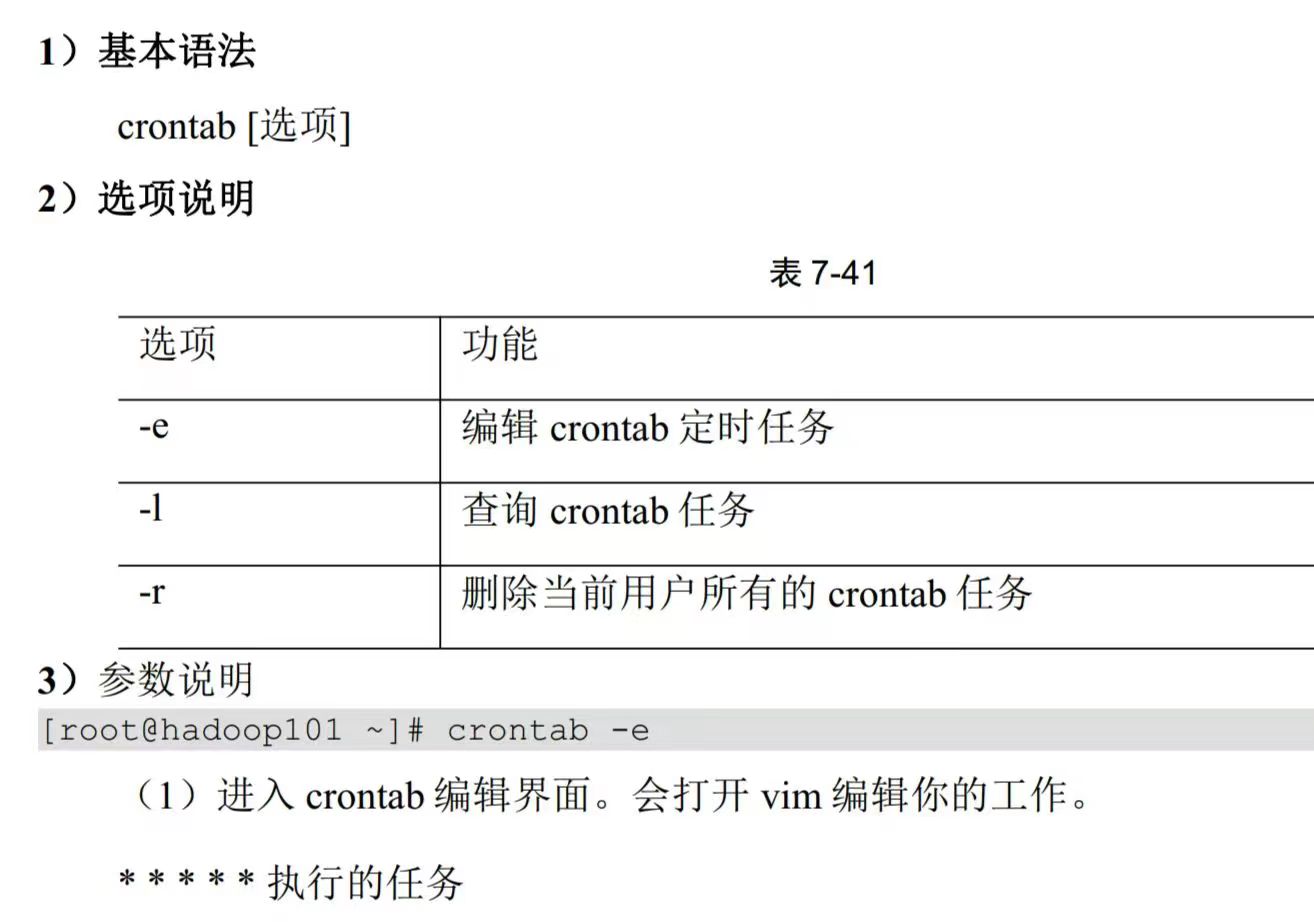 1）基本语法
crontab [选项]
2）选项说明
表 7-41
选项 功能
-e 编辑 crontab 定时任务
-l 查询 crontab 任务
-r 删除当前用户所有的 crontab 任务
3）参数说明
[root@hadoop101 ~]# crontab -e
（1）进入 crontab 编辑界面。会打开 vim 编辑你的工作。
* * * * * 执行的任务